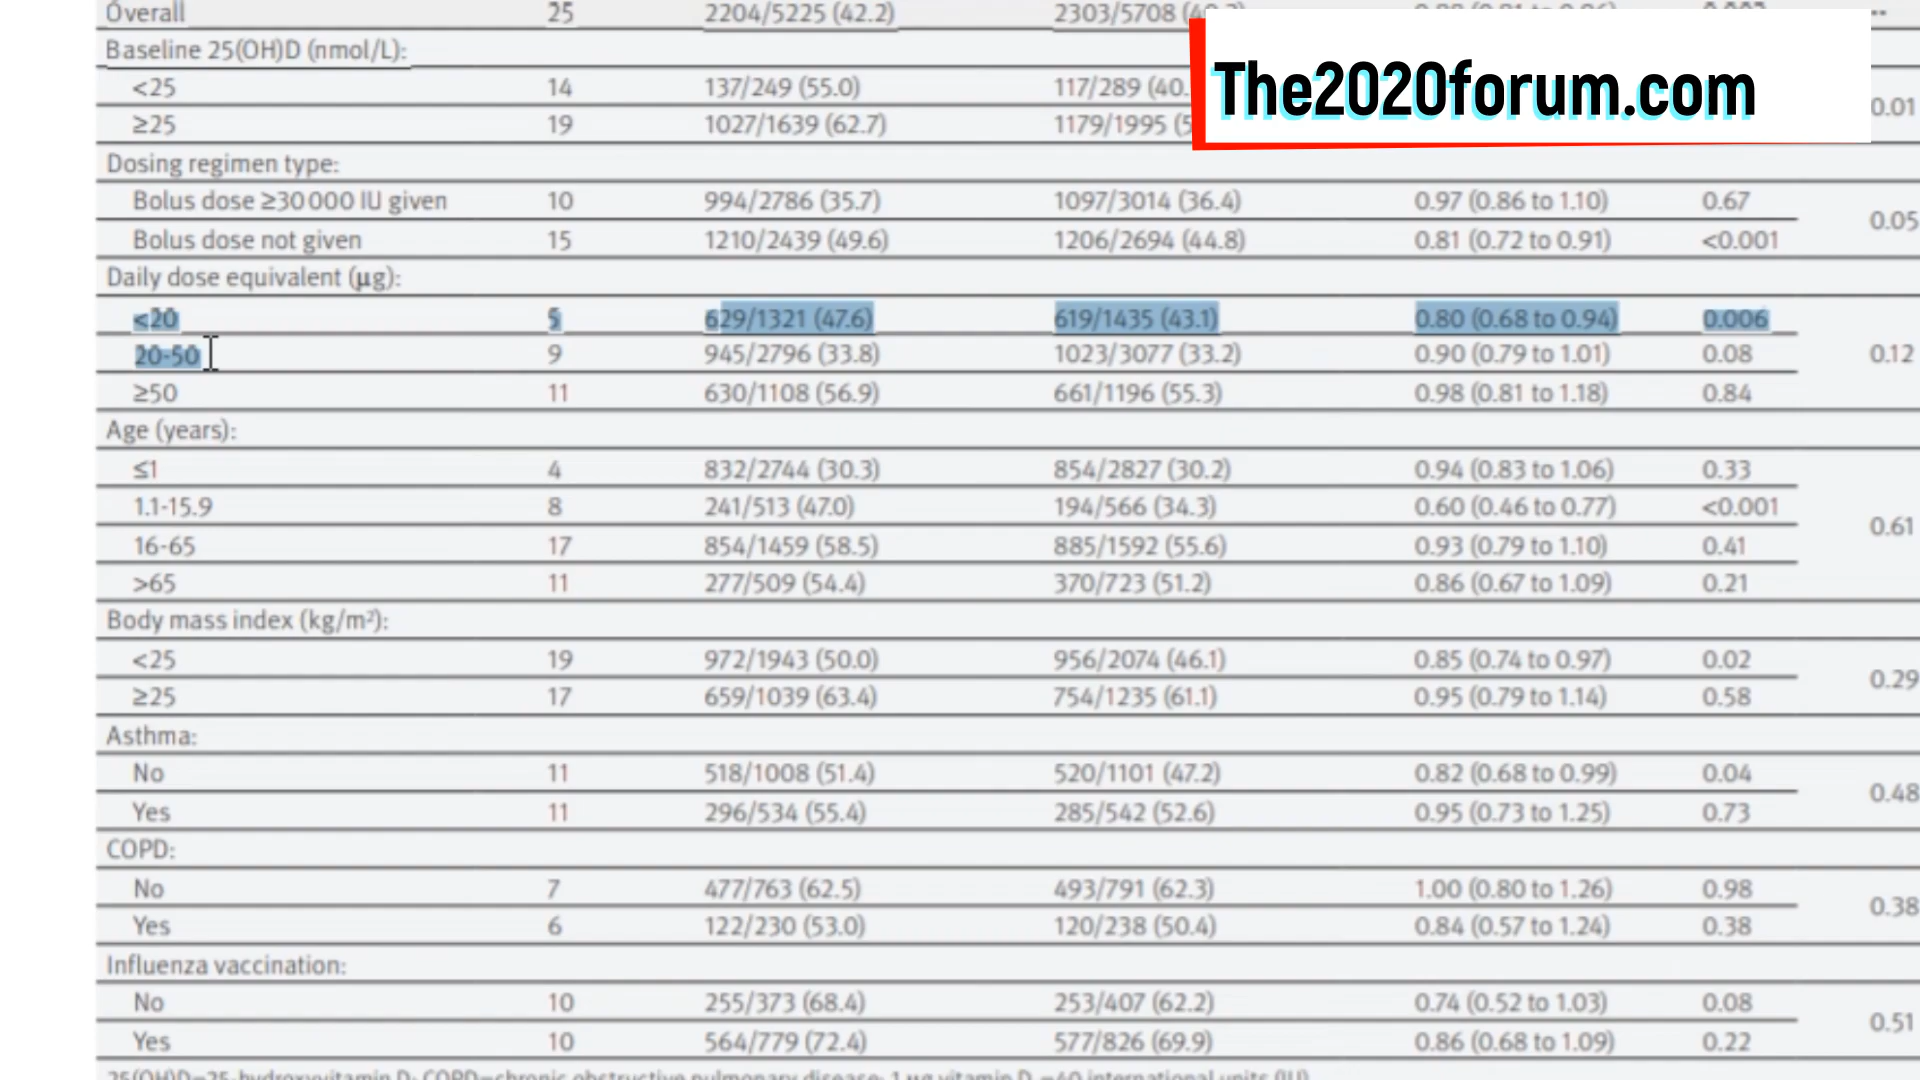 Overall 25 2204/5225 (42.2) 2303/5708
The2020forum.com
Baseline 25(OH)D (nmol/L):
<25 14 137/249 (55.0) 117/289 (40.
0.01
≥25 19 1027/1639 (62.7) 1179/1995 (5
Dosing regimen type:
Bolus dose ≥30 000 IU given 10 994/2786 (35.7) 1097/3014 (36.4) 0.97 (0.86 to 1.10) 0.67
0.05
Bolus dose not given 15 1210/2439 (49.6) 1206/2694 (44.8) 0.81 (0.72 to 0.91) <0.001
Daily dose equivalent (μg):
<20 5 629/1321 (47.6) 619/1435 (43.1) 0.80 (0.68 to 0.94) 0.006
20-50 9 945/2796 (33.8) 1023/3077 (33.2) 0.90 (0.79 to 1.01) 0.08 0.12
≥50 11 630/1108 (56.9) 661/1196 (55.3) 0.98 (0.81 to 1.18) 0.84
Age (years):
≤1 4 832/2744 (30.3) 854/2827 (30.2) 0.94 (0.83 to 1.06) 0.33
1.1-15.9 8 241/513 (47.0) 194/566 (34.3) 0.60 (0.46 to 0.77) <0.001
0.61
16-65 17 854/1459 (58.5) 885/1592 (55.6) 0.93 (0.79 to 1.10) 0.41
>65 11 277/509 (54.4) 370/723 (51.2) 0.86 (0.67 to 1.09) 0.21
Body mass index (kg/m²):
<25 19 972/1943 (50.0) 956/2074 (46.1) 0.85 (0.74 to 0.97) 0.02
0.29
≥25 17 659/1039 (63.4) 754/1235 (61.1) 0.95 (0.79 to 1.14) 0.58
Asthma:
No 11 518/1008 (51.4) 520/1101 (47.2) 0.82 (0.68 to 0.99) 0.04
0.48
Yes 11 296/534 (55.4) 285/542 (52.6) 0.95 (0.73 to 1.25) 0.73
COPD:
No 7 477/763 (62.5) 493/791 (62.3) 1.00 (0.80 to 1.26) 0.98
0.38
Yes 6 122/230 (53.0) 120/238 (50.4) 0.84 (0.57 to 1.24) 0.38
Influenza vaccination:
No 10 255/373 (68.4) 253/407 (62.2) 0.74 (0.52 to 1.03) 0.08
0.51
Yes 10 564/779 (72.4) 577/826 (69.9) 0.86 (0.68 to 1.09) 0.22
25(OH)D=25-hydroxyvitamin D; COPD=chronic obstructive pulmonary disease; 1 μg vitamin D =40 international units (IU)